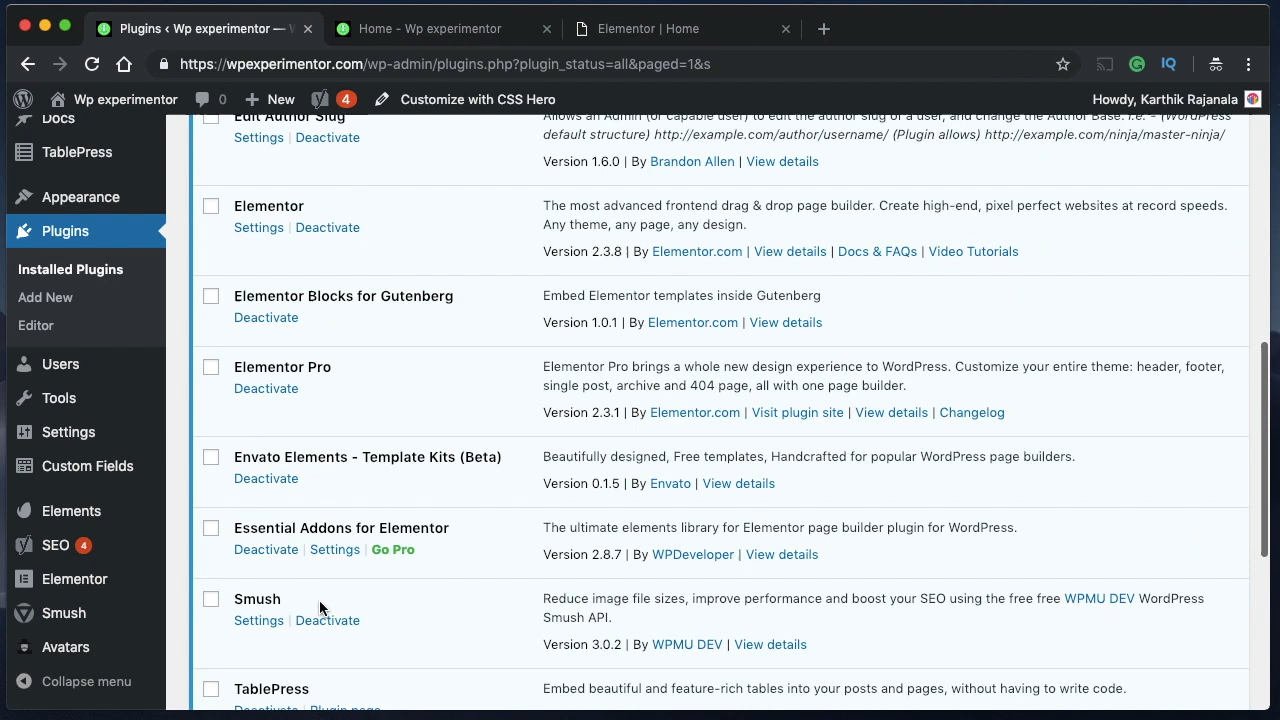 Plugins ‹ Wp experimentor —
Home - Wp experimentor
Elementor | Home
https://wpexperimentor.com/wp-admin/plugins.php?plugin_status=all&paged=1&s
Wp experimentor
0
New
4
Customize with CSS Hero
Howdy, Karthik Rajanala
Docs
TablePress
Appearance
Plugins
Installed Plugins
Add New
Editor
Users
Tools
Settings
Custom Fields
Elements
SEO 4
Elementor
Smush
Avatars
Collapse menu
Edit Author Slug
Settings | Deactivate
Allows an Admin (or capable user) to edit the author slug of a user, and change the Author Base. i.e. - (WordPress
default structure) http://example.com/author/username/ (Plugin allows) http://example.com/ninja/master-ninja/
Version 1.6.0 | By Brandon Allen | View details
Elementor
Settings | Deactivate
The most advanced frontend drag & drop page builder. Create high-end, pixel perfect websites at record speeds.
Any theme, any page, any design.
Version 2.3.8 | By Elementor.com | View details | Docs & FAQs | Video Tutorials
Elementor Blocks for Gutenberg
Deactivate
Embed Elementor templates inside Gutenberg
Version 1.0.1 | By Elementor.com | View details
Elementor Pro
Deactivate
Elementor Pro brings a whole new design experience to WordPress. Customize your entire theme: header, footer,
single post, archive and 404 page, all with one page builder.
Version 2.3.1 | By Elementor.com | Visit plugin site | View details | Changelog
Envato Elements - Template Kits (Beta)
Deactivate
Beautifully designed, Free templates, Handcrafted for popular WordPress page builders.
Version 0.1.5 | By Envato | View details
Essential Addons for Elementor
Deactivate | Settings | Go Pro
The ultimate elements library for Elementor page builder plugin for WordPress.
Version 2.8.7 | By WPDeveloper | View details
Smush
Settings | Deactivate
Reduce image file sizes, improve performance and boost your SEO using the free free WPMU DEV WordPress
Smush API.
Version 3.0.2 | By WPMU DEV | View details
TablePress
Deactivate | Plugin page
Embed beautiful and feature-rich tables into your posts and pages, without having to write code.
IQ